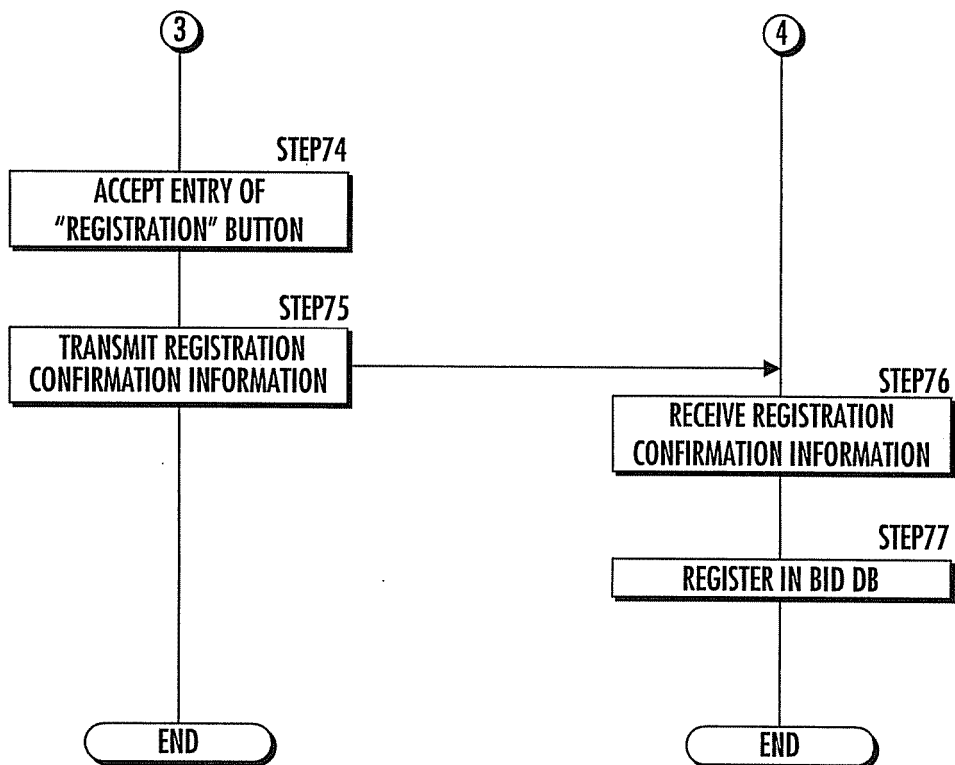 3
4
STEP74
ACCEPT ENTRY OF
"REGISTRATION" BUTTON
STEP75
TRANSMIT REGISTRATION
CONFIRMATION INFORMATION
STEP76
RECEIVE REGISTRATION
CONFIRMATION INFORMATION
STEP77
REGISTER IN BID DB
END
END